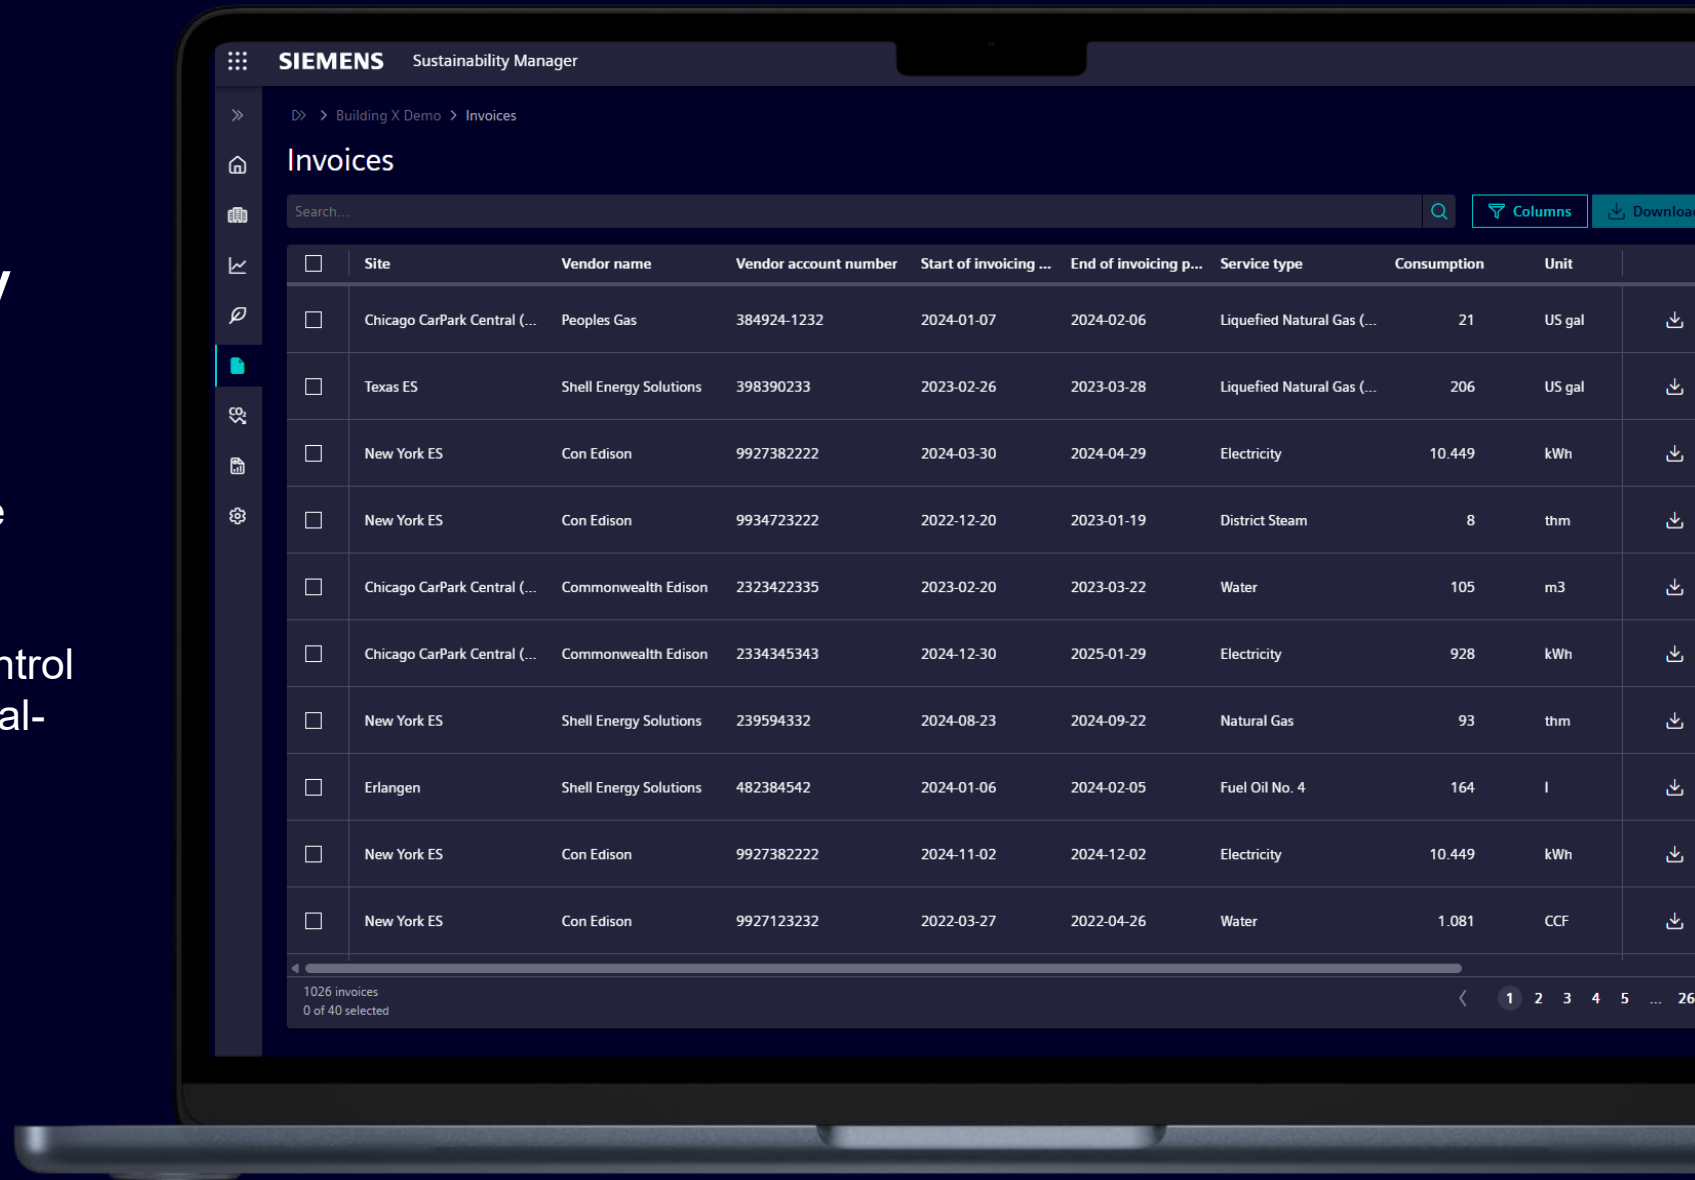 SIEMENS Sustainability Manager
Building X Demo > Invoices
Invoices
Search...
Columns
Download
Site Vendor name Vendor account number Start of invoicing ... End of invoicing p... Service type Consumption Unit
Chicago CarPark Central (... Peoples Gas 384924-1232 2024-01-07 2024-02-06 Liquefied Natural Gas (... 21 US gal
Texas ES Shell Energy Solutions 398390233 2023-02-26 2023-03-28 Liquefied Natural Gas (... 206 US gal
New York ES Con Edison 9927382222 2024-03-30 2024-04-29 Electricity 10.449 kWh
New York ES Con Edison 9934723222 2022-12-20 2023-01-19 District Steam 8 thm
Chicago CarPark Central (... Commonwealth Edison 2323422335 2023-02-20 2023-03-22 Water 105 m3
Chicago CarPark Central (... Commonwealth Edison 2334345343 2024-12-30 2025-01-29 Electricity 928 kWh
New York ES Shell Energy Solutions 239594332 2024-08-23 2024-09-22 Natural Gas 93 thm
Erlangen Shell Energy Solutions 482384542 2024-01-06 2024-02-05 Fuel Oil No. 4 164 l
New York ES Con Edison 9927382222 2024-11-02 2024-12-02 Electricity 10.449 kWh
New York ES Con Edison 9927123232 2022-03-27 2022-04-26 Water 1.081 CCF
1026 invoices
0 of 40 selected
1 2 3 4 5 ... 26
y
e
ntrol
al-